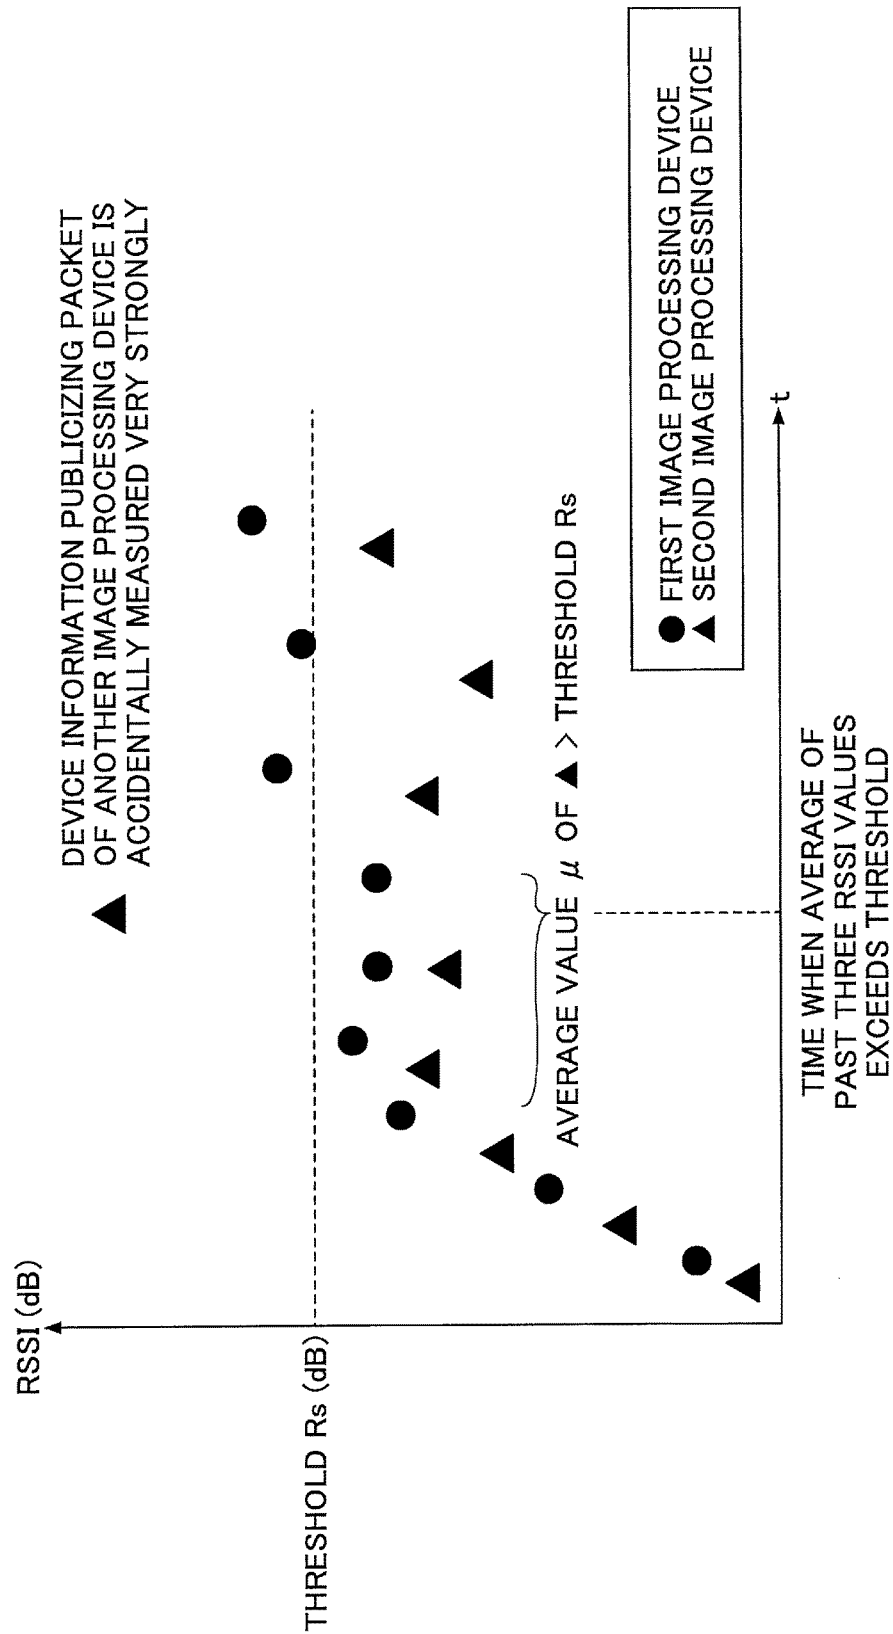 RSSI (dB)
DEVICE INFORMATION PUBLICIZING PACKET
OF ANOTHER IMAGE PROCESSING DEVICE IS
ACCIDENTALLY MEASURED VERY STRONGLY
THRESHOLD Rs (dB)
AVERAGE VALUE μ OF ▲ > THRESHOLD Rs
t
TIME WHEN AVERAGE OF
PAST THREE RSSI VALUES
EXCEEDS THRESHOLD
● FIRST IMAGE PROCESSING DEVICE
▲ SECOND IMAGE PROCESSING DEVICE